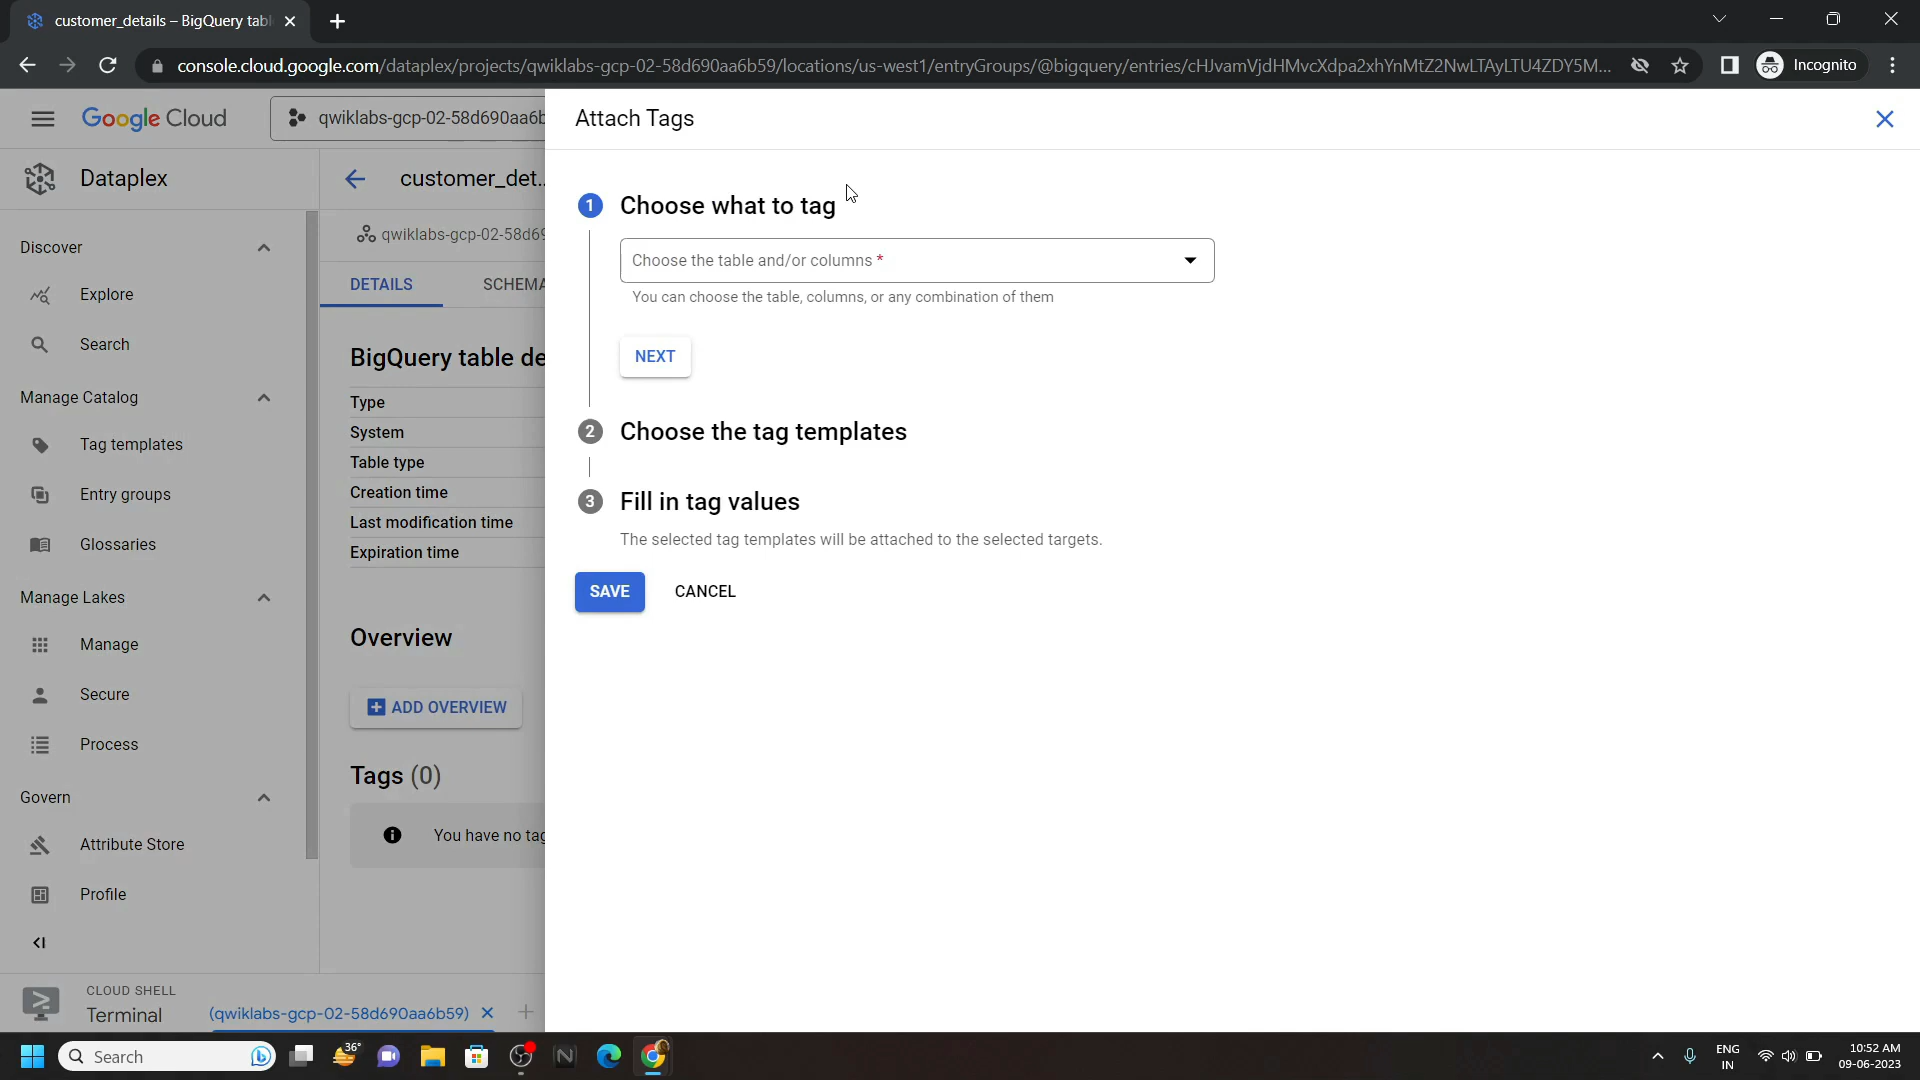 customer_details – BigQuery tabl
console.cloud.google.com/dataplex/projects/qwiklabs-gcp-02-58d690aa6b59/locations/us-west1/entryGroups/@bigquery/entries/cHJvamVjdHMvcXdpa2xhYnMtZ2NwLTAyLTU4ZDY5M...
Incognito
Google Cloud
qwiklabs-gcp-02-58d690aa6b
Attach Tags
Dataplex
customer_det...
Discover
Explore
Search
Manage Catalog
Tag templates
Entry groups
Glossaries
Manage Lakes
Manage
Secure
Process
Govern
Attribute Store
Profile
qwiklabs-gcp-02-58d69
DETAILS
SCHEMA
BigQuery table de
Type
System
Table type
Creation time
Last modification time
Expiration time
Overview
ADD OVERVIEW
Tags (0)
You have no tag
1 Choose what to tag
Choose the table and/or columns *
You can choose the table, columns, or any combination of them
NEXT
2 Choose the tag templates
3 Fill in tag values
The selected tag templates will be attached to the selected targets.
SAVE
CANCEL
CLOUD SHELL
Terminal
(qwiklabs-gcp-02-58d690aa6b59)
Search
36°
ENG
IN
10:52 AM
09-06-2023